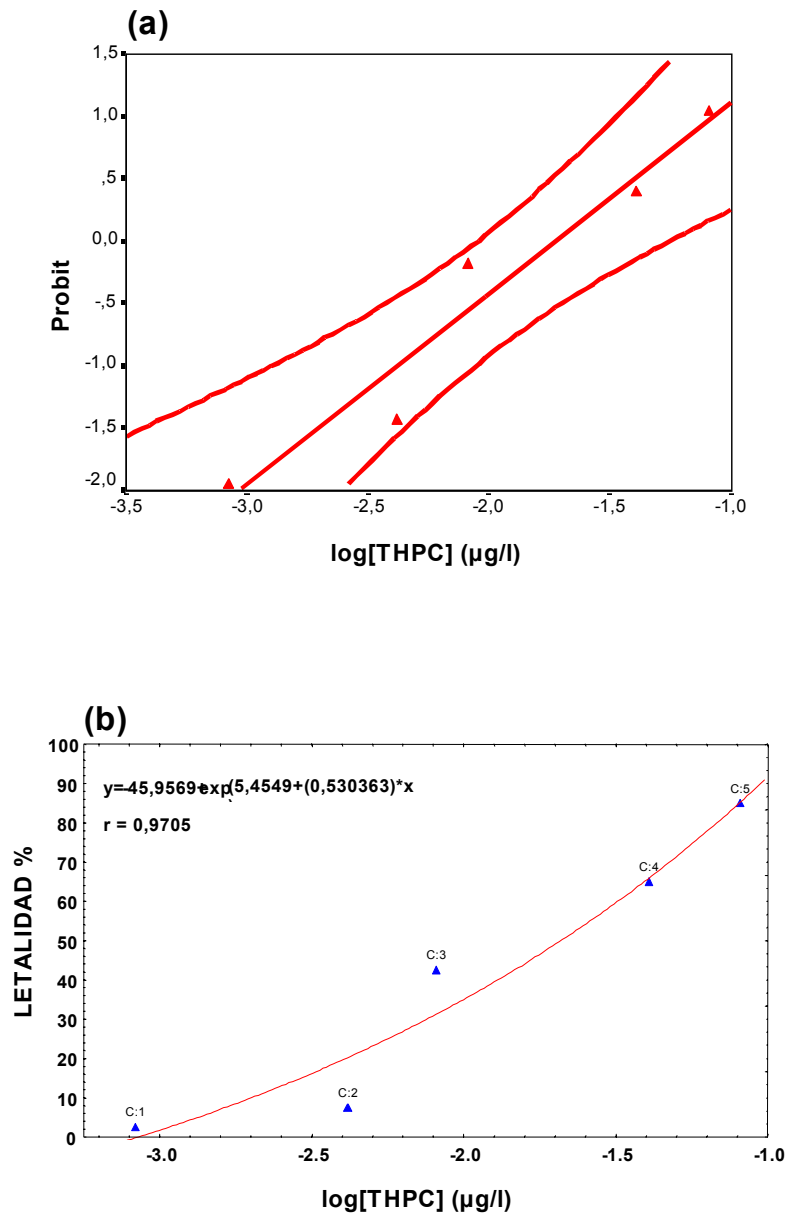 (a)
1,5
1,0
,5
0,0
-,5
-1,0
-1,5
-2,0
Probit
-3,5 -3,0 -2,5 -2,0 -1,5 -1,0
log[THPC] (µg/l)
(b)
100
90
80
70
60
50
40
30
20
10
0
LETALIDAD %
y=-45,9569+exp(5,4549+(0,530363)*x
r = 0,9705
C:1
C:2
C:3
C:4
C:5
-3.0 -2.5 -2.0 -1.5 -1.0
log[THPC] (µg/l)